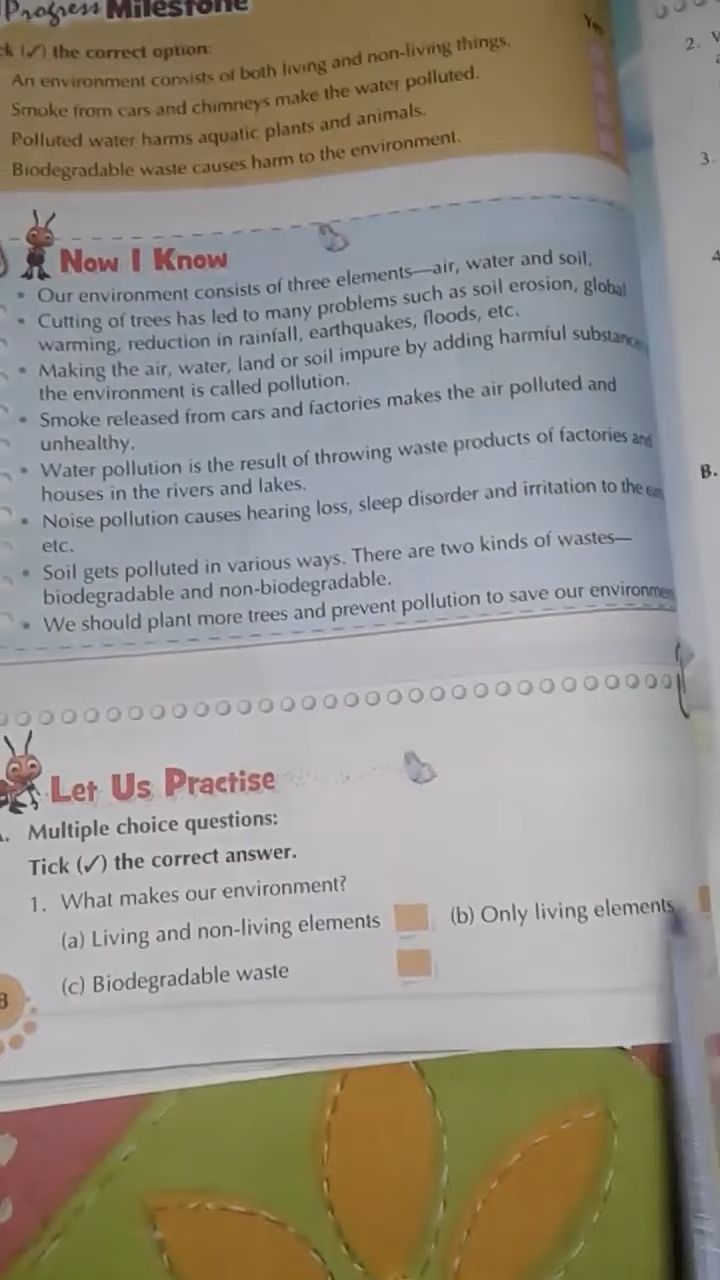 Progress Milestone
ck (✓) the correct option:
Yes
An environment consists of both living and non-living things.
Smoke from cars and chimneys make the water polluted.
Polluted water harms aquatic plants and animals.
Biodegradable waste causes harm to the environment.
Now I Know
• Our environment consists of three elements—air, water and soil.
• Cutting of trees has led to many problems such as soil erosion, global
warming, reduction in rainfall, earthquakes, floods, etc.
• Making the air, water, land or soil impure by adding harmful substance
the environment is called pollution.
• Smoke released from cars and factories makes the air polluted and
unhealthy.
• Water pollution is the result of throwing waste products of factories and
houses in the rivers and lakes.
• Noise pollution causes hearing loss, sleep disorder and irritation to the
etc.
• Soil gets polluted in various ways. There are two kinds of wastes—
biodegradable and non-biodegradable.
• We should plant more trees and prevent pollution to save our
Let Us Practise
. Multiple choice questions:
Tick (✓) the correct answer.
1. What makes our environment?
(a) Living and non-living elements (b) Only living elements
(c) Biodegradable waste
2.
3.
B.